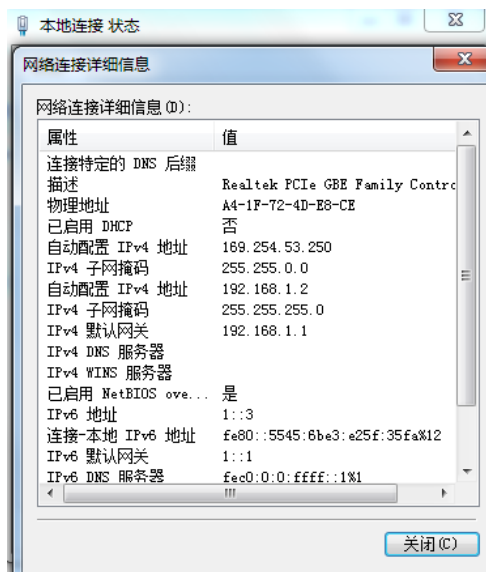 本地连接 状态
网络连接详细信息
网络连接详细信息(D):
属性 值
连接特定的 DNS 后缀
描述 Realtek PCIe GBE Family Contro
物理地址 A4-1F-72-4D-E8-CE
已启用 DHCP 否
自动配置 IPv4 地址 169.254.53.250
IPv4 子网掩码 255.255.0.0
自动配置 IPv4 地址 192.168.1.2
IPv4 子网掩码 255.255.255.0
IPv4 默认网关 192.168.1.1
IPv4 DNS 服务器
IPv4 WINS 服务器
已启用 NetBIOS ove... 是
IPv6 地址 1::3
连接-本地 IPv6 地址 fe80::5545:6be3:e25f:35fa%12
IPv6 默认网关 1::1
IPv6 DNS 服务器 fec0:0:0:ffff::1%1
关闭(C)